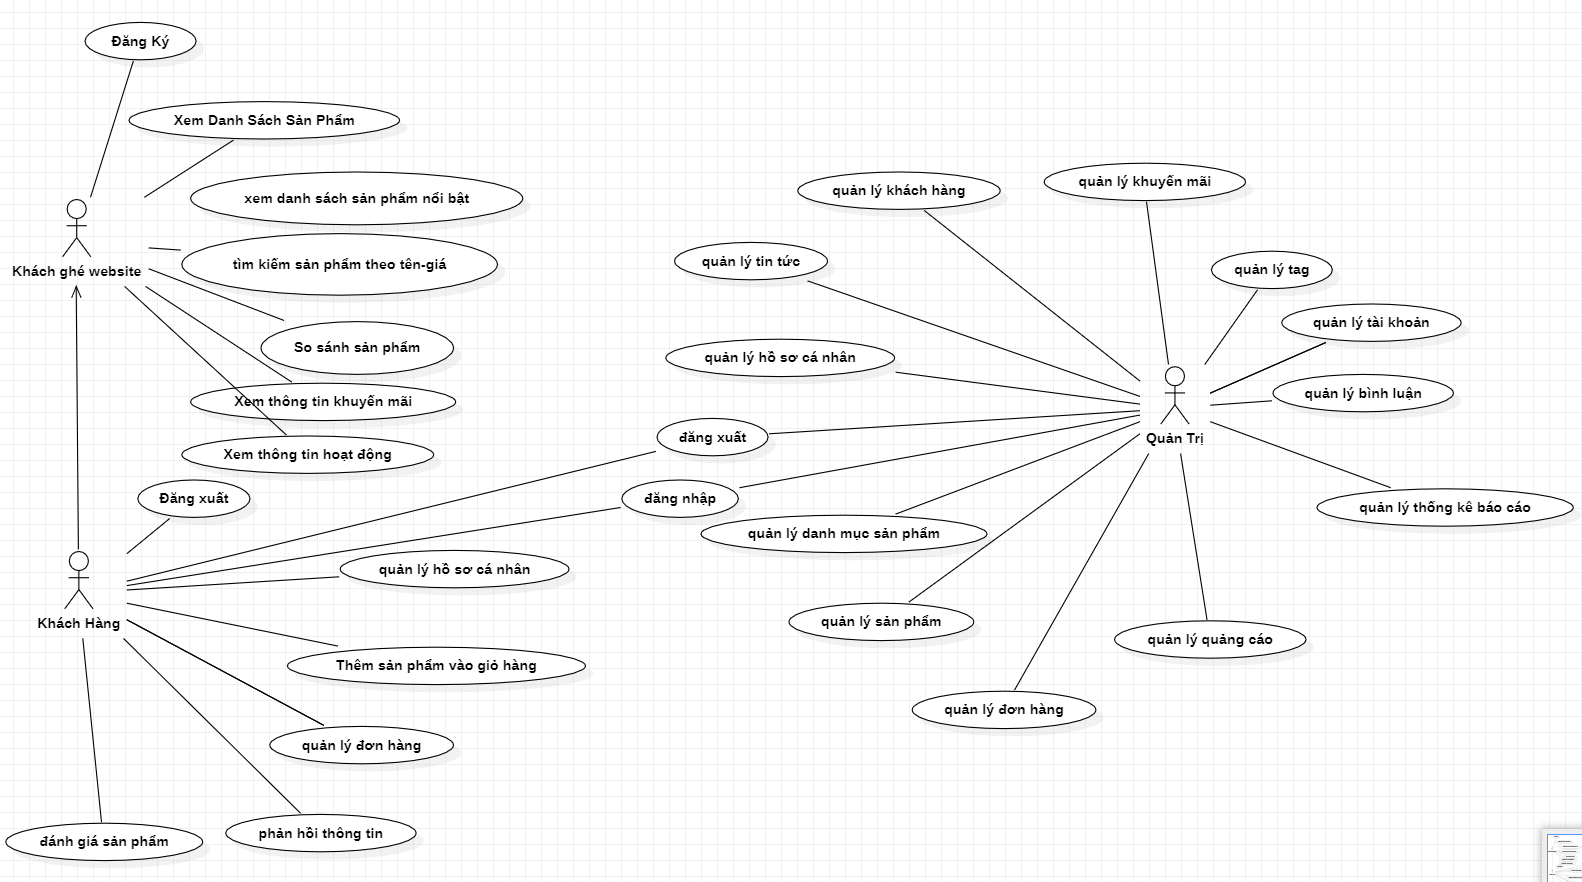 Đăng Ký
Xem Danh Sách Sản Phẩm
xem danh sách sản phẩm nổi bật
Khách ghé website
tìm kiếm sản phẩm theo tên-giá
So sánh sản phẩm
Xem thông tin khuyến mãi
Xem thông tin hoạt động
Đăng xuất
Khách Hàng
quản lý hồ sơ cá nhân
Thêm sản phẩm vào giỏ hàng
quản lý đơn hàng
phản hồi thông tin
đánh giá sản phẩm
quản lý khách hàng
quản lý khuyến mãi
quản lý tin tức
quản lý tag
quản lý tài khoản
quản lý hồ sơ cá nhân
quản lý bình luận
đăng xuất
Quản Trị
đăng nhập
quản lý thống kê báo cáo
quản lý danh mục sản phẩm
quản lý sản phẩm
quản lý quảng cáo
quản lý đơn hàng